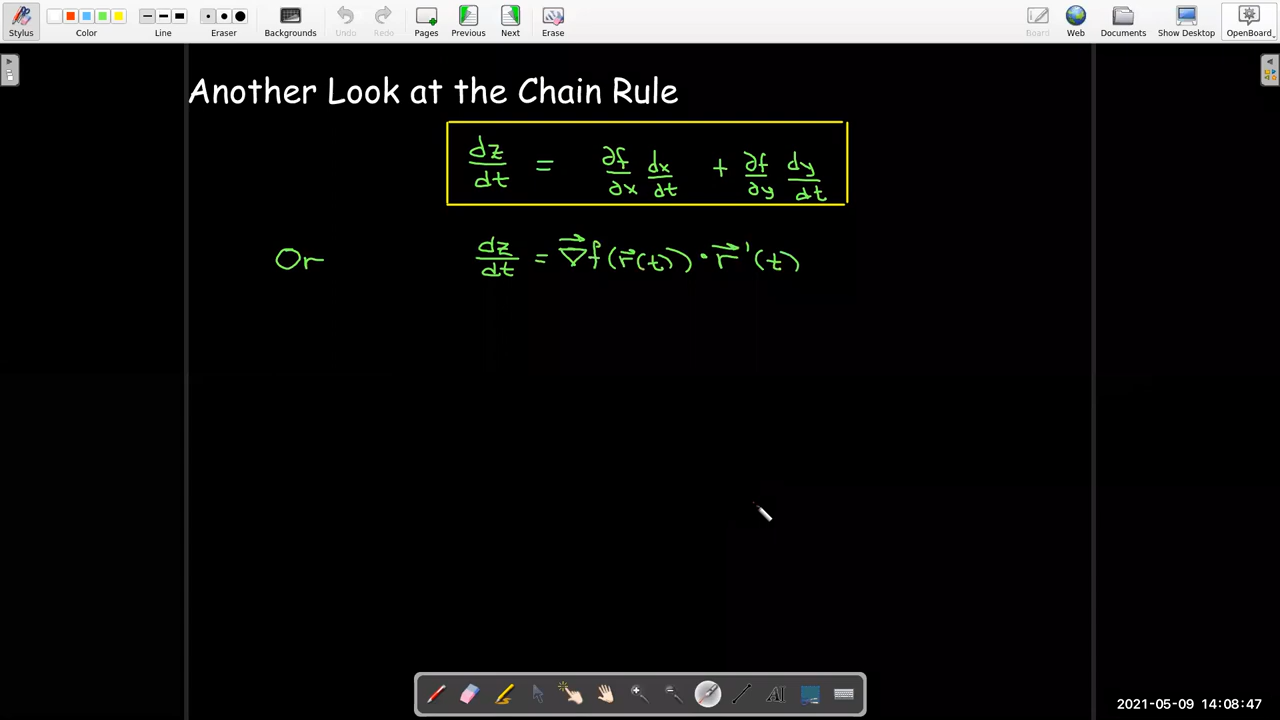 Stylus Color Line Eraser Backgrounds Undo Redo Pages Previous Next Erase Board Web Documents Show Desktop OpenBoard
Another Look at the Chain Rule
dz/dt = ∂f/∂x dx/dt + ∂f/∂y dy/dt
Or dz/dt = ∇⃗f(r⃗(t)) • r⃗'(t)
AI
2021-05-09 14:08:47